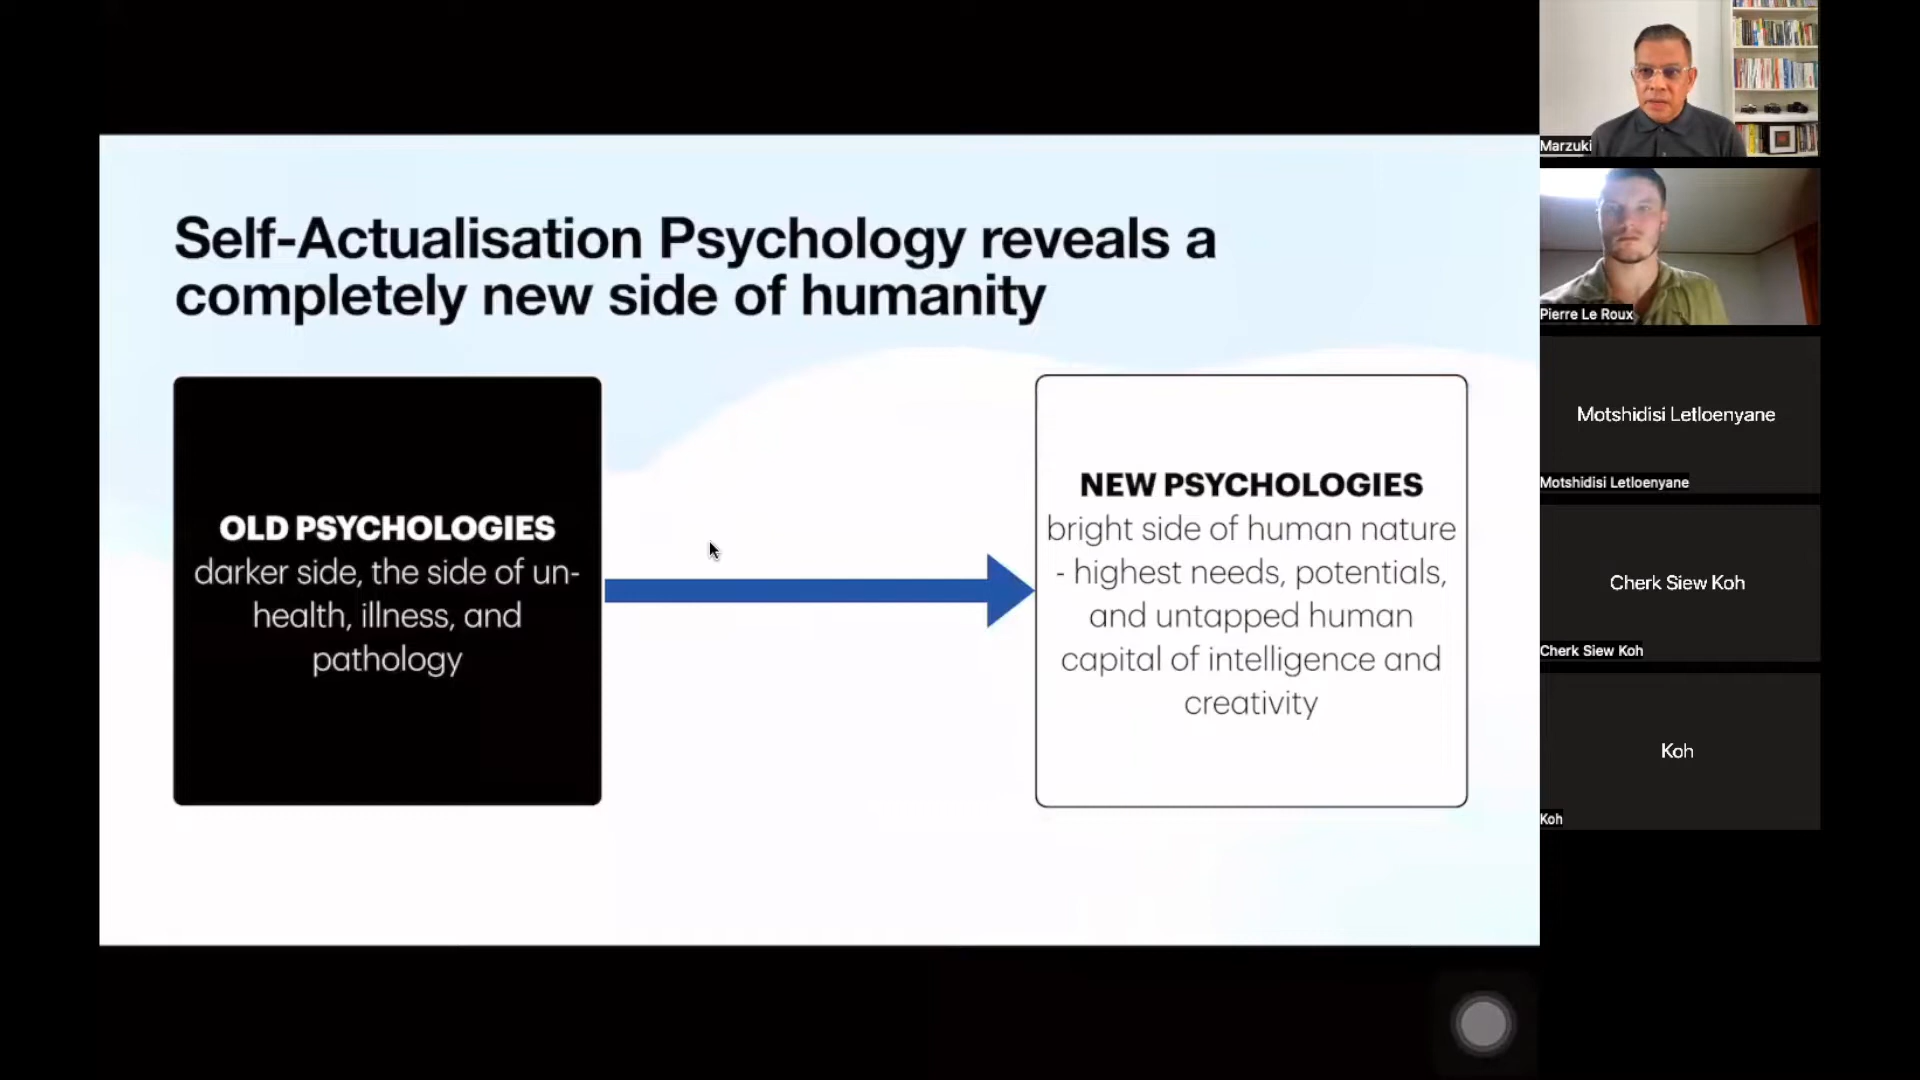 Self-Actualisation Psychology reveals a
completely new side of humanity
OLD PSYCHOLOGIES
darker side, the side of un-
health, illness, and
pathology
NEW PSYCHOLOGIES
bright side of human nature
- highest needs, potentials,
and untapped human
capital of intelligence and
creativity
Marzuki
Pierre Le Roux
Motshidisi Letloenyane
Motshidisi Letloenyane
Cherk Siew Koh
Cherk Siew Koh
Koh
Koh